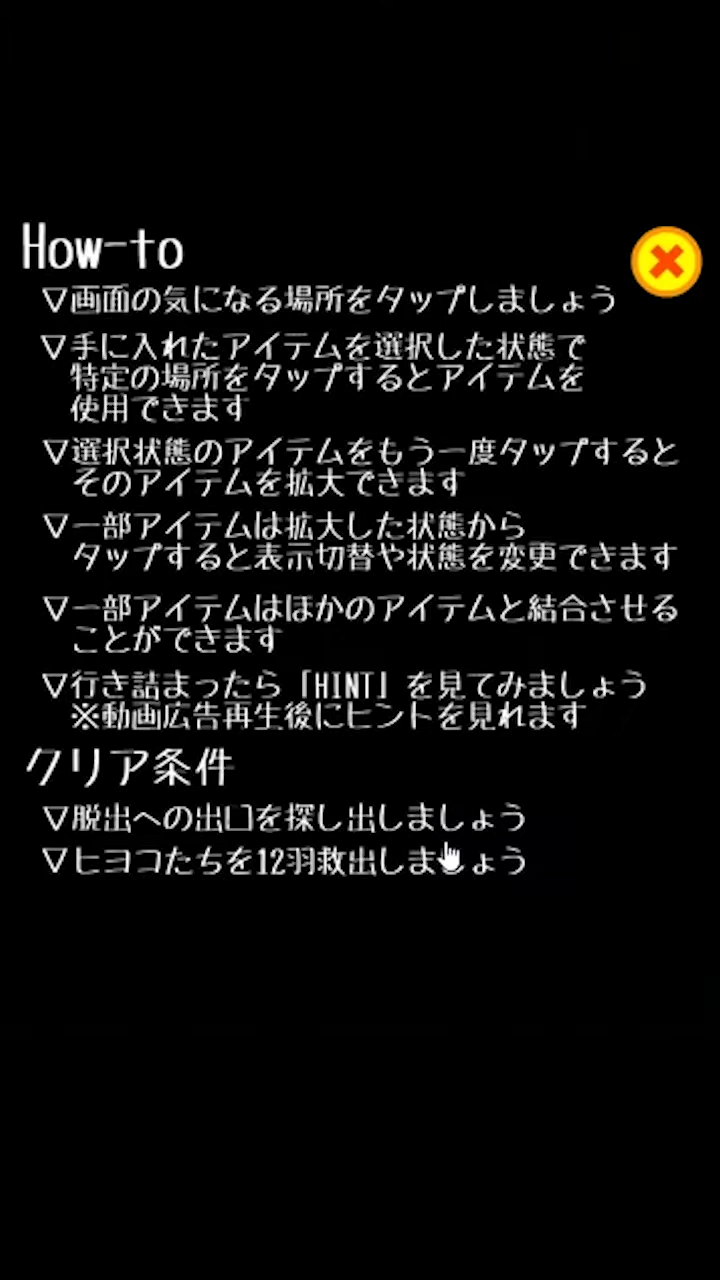 How-to
▽画面の気になる場所をタップしましょう
▽手に入れたアイテムを選択した状態で
特定の場所をタップするとアイテムを
使用できます
▽選択状態のアイテムをもう一度タップすると
そのアイテムを拡大できます
▽一部アイテムは拡大した状態から
タップすると表示切替や状態を変更できます
▽一部アイテムはほかのアイテムと結合させる
ことができます
▽行き詰まったら「HINT」を見てみましょう
※動画広告再生後にヒントを見れます
クリア条件
▽脱出への出口を探し出しましょう
▽ヒヨコたちを12羽救出しましょう